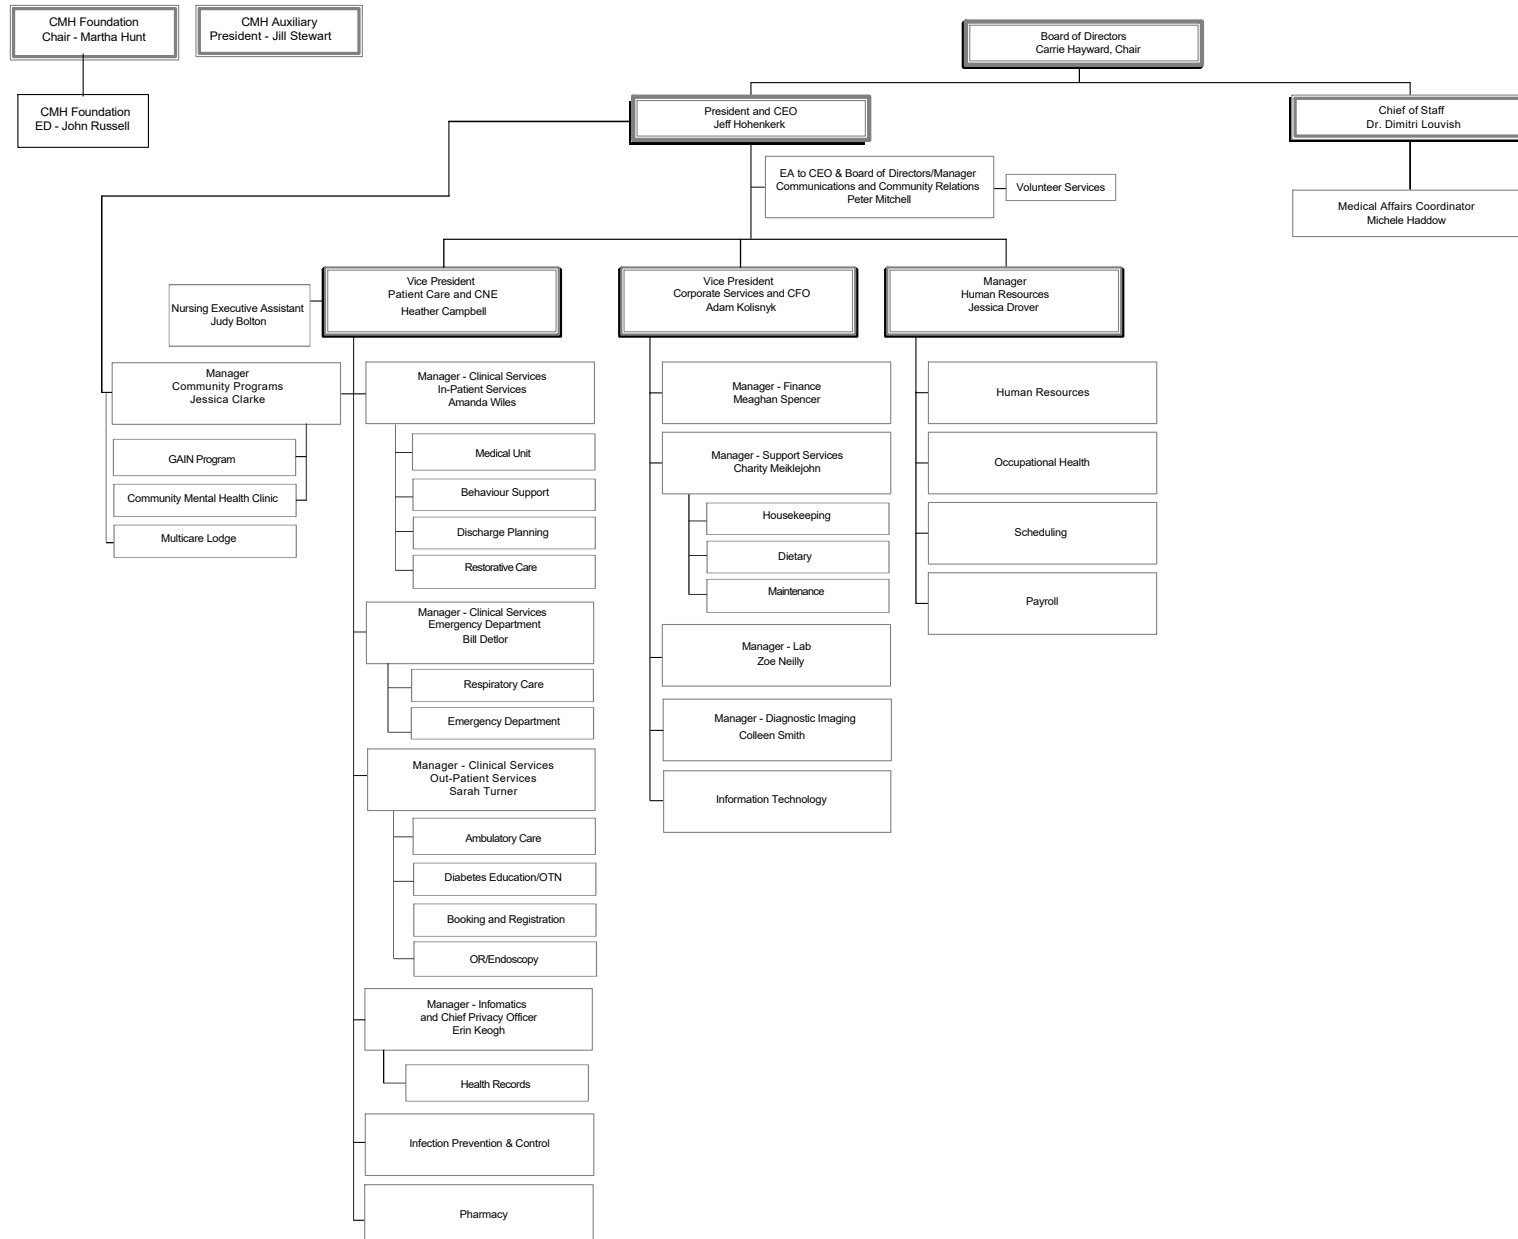 CMH Foundation
Chair - Martha Hunt
CMH Auxiliary
President - Jill Stewart
Board of Directors
Carrie Hayward, Chair
CMH Foundation
ED - John Russell
President and CEO
Jeff Hohenkerk
Chief of Staff
Dr. Dimitri Louvish
EA to CEO & Board of Directors/Manager
Communications and Community Relations
Peter Mitchell
Volunteer Services
Medical Affairs Coordinator
Michele Haddow
Nursing Executive Assistant
Judy Bolton
Vice President
Patient Care and CNE
Heather Campbell
Vice President
Corporate Services and CFO
Adam Kolisnyk
Manager
Human Resources
Jessica Drover
Manager
Community Programs
Jessica Clarke
GAIN Program
Community Mental Health Clinic
Multicare Lodge
Manager - Clinical Services
In-Patient Services
Amanda Wiles
Medical Unit
Behaviour Support
Discharge Planning
Restorative Care
Manager - Clinical Services
Emergency Department
Bill Detlor
Respiratory Care
Emergency Department
Manager - Clinical Services
Out-Patient Services
Sarah Turner
Ambulatory Care
Diabetes Education/OTN
Booking and Registration
OR/Endoscopy
Manager - Infomatics
and Chief Privacy Officer
Erin Keogh
Health Records
Infection Prevention & Control
Pharmacy
Manager - Finance
Meaghan Spencer
Manager - Support Services
Charity Meiklejohn
Housekeeping
Dietary
Maintenance
Manager - Lab
Zoe Neilly
Manager - Diagnostic Imaging
Colleen Smith
Information Technology
Human Resources
Occupational Health
Scheduling
Payroll